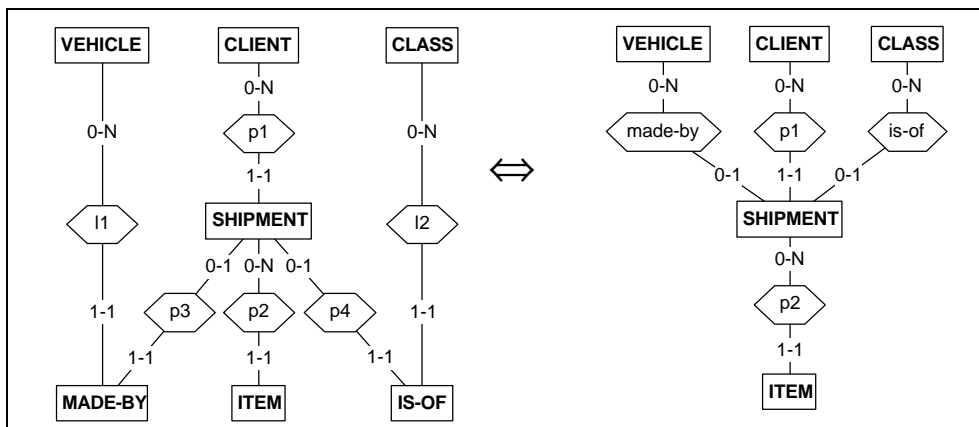 VEHICLE CLIENT CLASS
0-N
p1
0-N 0-N
1-1
l1 SHIPMENT l2
0-1 0-N 0-1
1-1 p3 p2 p4 1-1
1-1 1-1 1-1
MADE-BY ITEM IS-OF
⇔
VEHICLE CLIENT CLASS
0-N 0-N 0-N
made-by p1 is-of
0-1 1-1 0-1
SHIPMENT
0-N
p2
1-1
ITEM